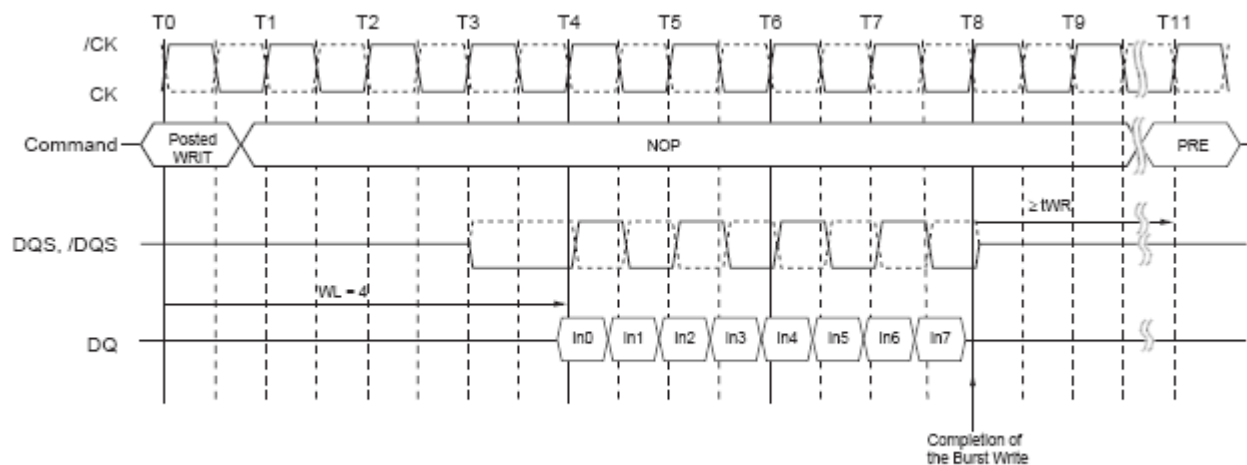 T0 T1 T2 T3 T4 T5 T6 T7 T8 T9 T11
/CK
CK
Command
Posted
WRIT
NOP
PRE
≥ tWR
DQS, /DQS
WL = 4
DQ
In0 In1 In2 In3 In4 In5 In6 In7
Completion of
the Burst Write